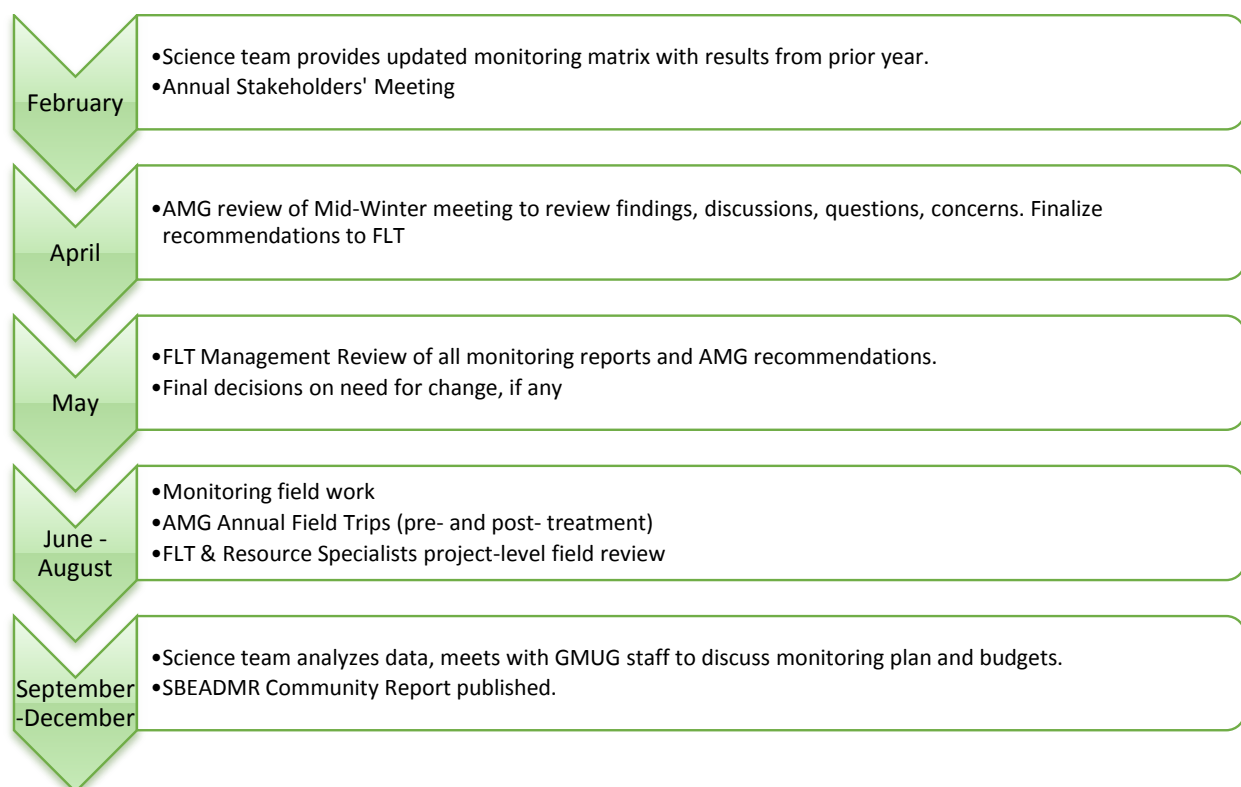 February
•Science team provides updated monitoring matrix with results from prior year.
•Annual Stakeholders' Meeting
April
•AMG review of Mid-Winter meeting to review findings, discussions, questions, concerns. Finalize
recommendations to FLT
May
•FLT Management Review of all monitoring reports and AMG recommendations.
•Final decisions on need for change, if any
June -
August
•Monitoring field work
•AMG Annual Field Trips (pre- and post- treatment)
•FLT & Resource Specialists project-level field review
September
-December
•Science team analyzes data, meets with GMUG staff to discuss monitoring plan and budgets.
•SBEADMR Community Report published.